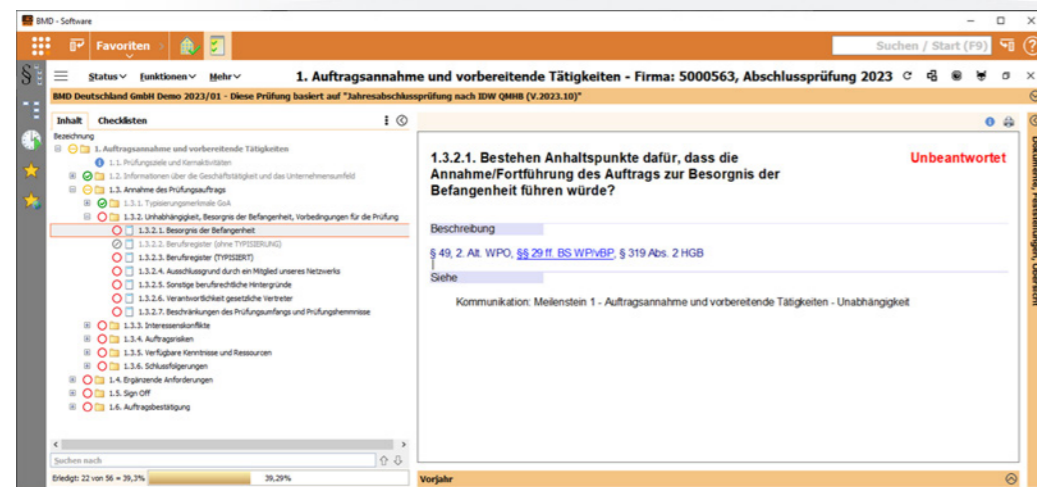 BMD - Software
Favoriten
Suchen / Start (F9)
Status Funktionen Mehr
1. Auftragsannahme und vorbereitende Tätigkeiten - Firma: 5000563, Abschlussprüfung 2023
BMD Deutschland GmbH Demo 2023/01 - Diese Prüfung basiert auf "Jahresabschlussprüfung nach IDW QMHB (V.2023.10)"
Inhalt Checklisten
Bezeichnung
1. Auftragsannahme und vorbereitende Tätigkeiten
1.1. Prüfungsziele und Kernaktivitäten
1.2. Informationen über die Geschäftstätigkeit und das Unternehmensumfeld
1.3. Annahme des Prüfungsauftrags
1.3.1. Typisierungsmerkmale GoA
1.3.2. Unhabhängigkeit, Besorgnis der Befangenheit, Vorbedingungen für die Prüfung
1.3.2.1. Besorgnis der Befangenheit
1.3.2.2. Berufsregister (ohne TYPISIERUNG)
1.3.2.3. Berufsregister (TYPISIERT)
1.3.2.4. Ausschlussgrund durch ein Mitglied unseres Netzwerks
1.3.2.5. Sonstige berufsrechtliche Hintergründe
1.3.2.6. Verantwortlichkeit gesetzliche Vertreter
1.3.2.7. Beschränkungen des Prüfungsumfangs und Prüfungshemmnisse
1.3.3. Interessenskonflikte
1.3.4. Auftragsrisiken
1.3.5. Verfügbare Kenntnisse und Ressourcen
1.3.6. Schlussfolgerungen
1.4. Ergänzende Anforderungen
1.5. Sign Off
1.6. Auftragsbestätigung
Suchen nach
Erledigt: 22 von 56 = 39,3% 39,29%
1.3.2.1. Bestehen Anhaltspunkte dafür, dass die
Annahme/Fortführung des Auftrags zur Besorgnis der
Befangenheit führen würde?
Unbeantwortet
Beschreibung
§ 49, 2. Alt. WPO, §§ 29 ff. BS WP/vBP, § 319 Abs. 2 HGB
Siehe
Kommunikation: Meilenstein 1 - Auftragsannahme und vorbereitende Tätigkeiten - Unabhängigkeit
Vorjahr
Dokumente, Feststellungen, Übersicht